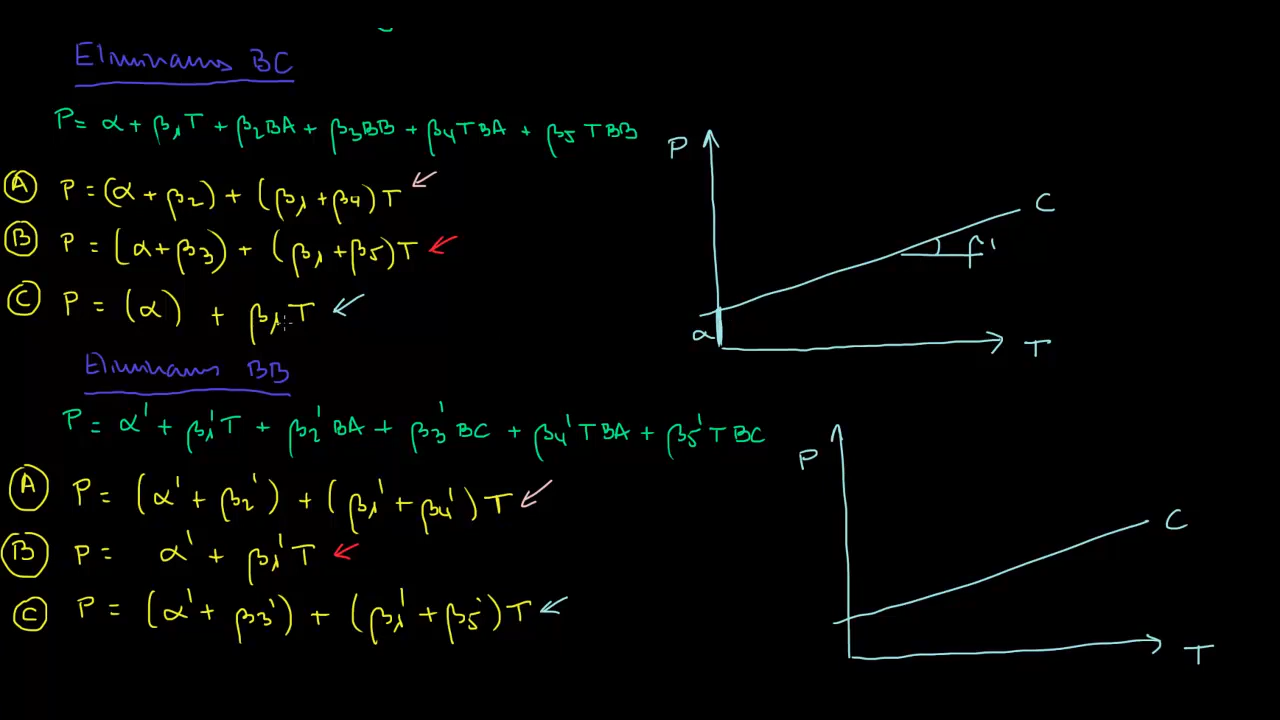 Eliminamos BC
P = α + β1T + β2BA + β3BB + β4TBA + β5TBB
A P = (α + β2) + (β1 + β4)T
B P = (α + β3) + (β1 + β5)T
C P = (α) + β1T
Eliminamos BB
P = α' + β1'T + β2'BA + β3'BC + β4'TBA + β5'TBC
A P = (α' + β2') + (β1' + β4')T
B P = α' + β1'T
C P = (α' + β3') + (β1' + β5')T
P
C
α
T
P
C
T